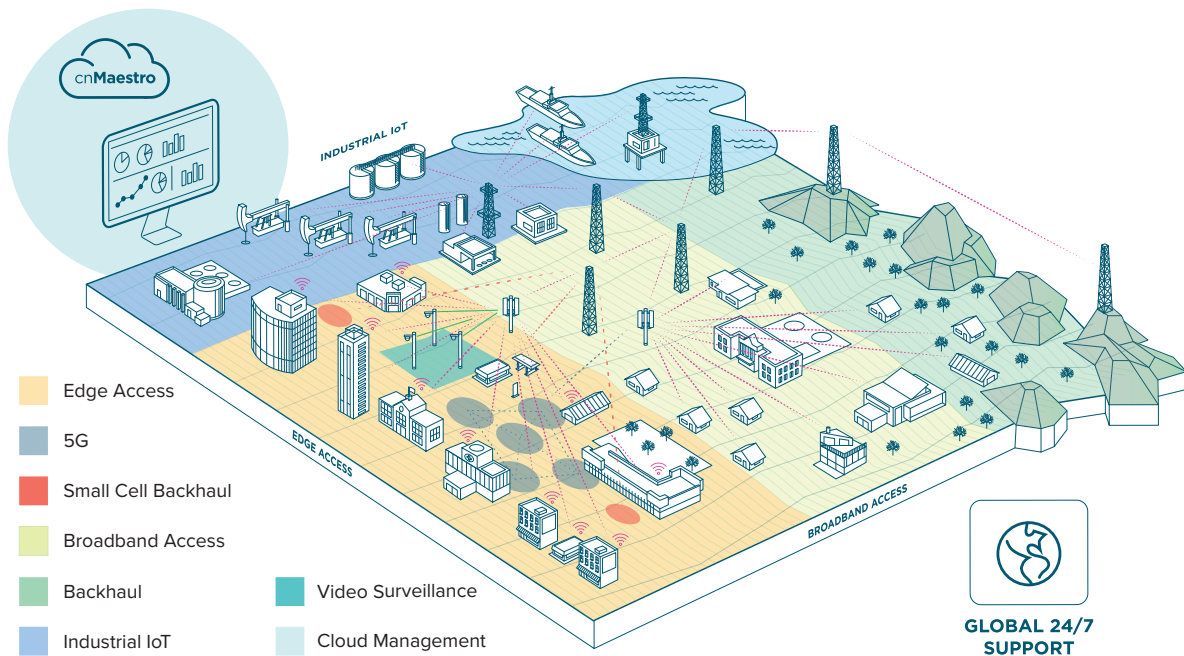 cnMaestro
INDUSTRIAL IoT
EDGE ACCESS
BROADBAND ACCESS
Edge Access
5G
Small Cell Backhaul
Broadband Access
Backhaul
Industrial IoT
Video Surveillance
Cloud Management
GLOBAL 24/7
SUPPORT